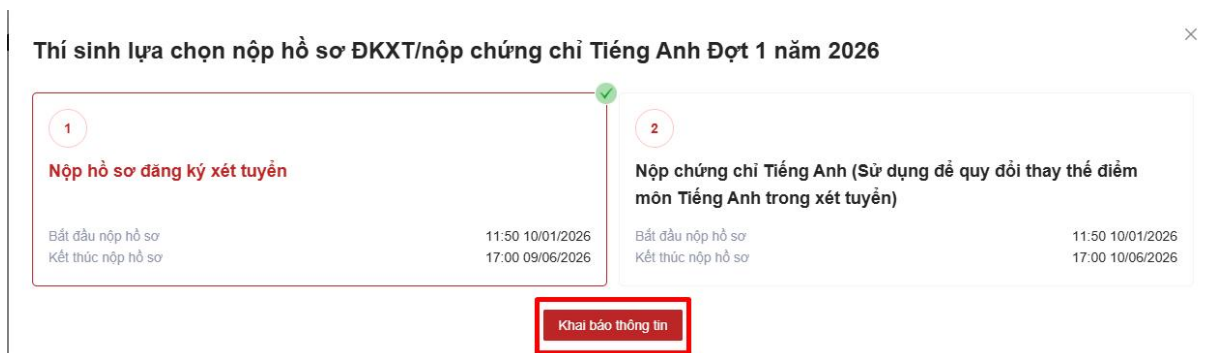 Thí sinh lựa chọn nộp hồ sơ ĐKXT/nộp chứng chỉ Tiéng Anh Đợt 1 năm 2026
1
Nộp hồ sơ đăng ký xét tuyển
Bắt đầu nộp hồ sơ 11:50 10/01/2026
Kết thúc nộp hồ sơ 17:00 09/06/2026
2
Nộp chứng chỉ Tiếng Anh (Sử dụng để quy đổi thay thế điểm
môn Tiếng Anh trong xét tuyển)
Bắt đầu nộp hồ sơ 11:50 10/01/2026
Kết thúc nộp hồ sơ 17:00 10/06/2026
Khai báo thông tin